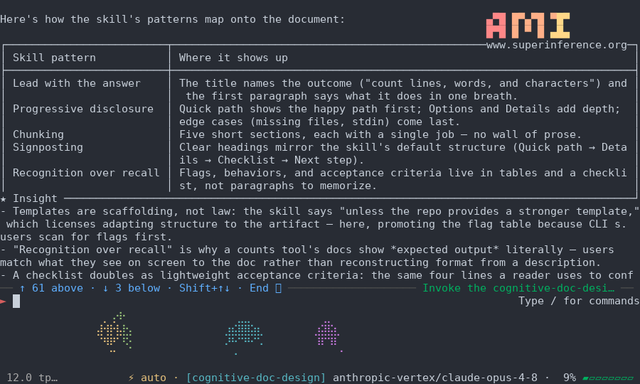 Here's how the skill's patterns map onto the document:
AMI
www.superinference.org
Skill pattern Where it shows up
Lead with the answer The title names the outcome ("count lines, words, and characters") and
the first paragraph says what it does in one breath.
Progressive disclosure Quick path shows the happy path first; Options and Details add depth;
edge cases (missing files, stdin) come last.
Chunking Five short sections, each with a single job — no wall of prose.
Signposting Clear headings mirror the skill's default structure (Quick path → Deta
ils → Checklist → Next step).
Recognition over recall Flags, behaviors, and acceptance criteria live in tables and a checkli
st, not paragraphs to memorize.
★ Insight
- Templates are scaffolding, not law: the skill says "unless the repo provides a stronger template,"
which licenses adapting structure to the artifact — here, promoting the flag table because CLI s.
users scan for flags first.
- "Recognition over recall" is why a counts tool's docs show *expected output* literally — users
match what they see on screen to the doc rather than reconstructing format from a description.
- A checklist doubles as lightweight acceptance criteria: the same four lines a reader uses to conf
↑ 61 above · ↓ 3 below · Shift+↑↓ · End Invoke the cognitive-doc-desi…
Type / for commands
12.0 tp… ⚡ auto · [cognitive-doc-design] anthropic-vertex/claude-opus-4-8 · 9%